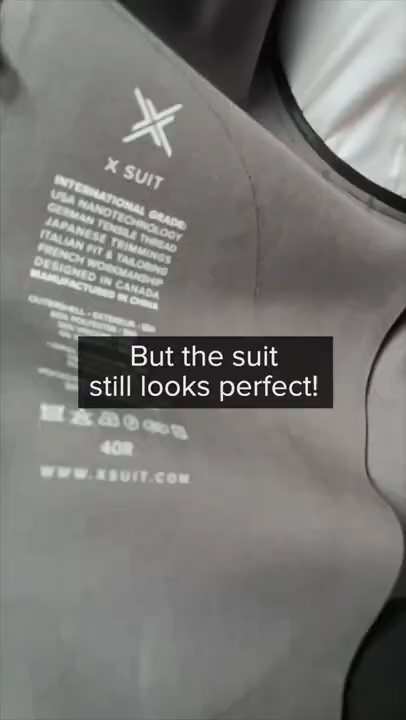 X SUIT
INTERNATIONAL GRADE
USA NANOTECHNOLOGY
GERMAN TENSILE THREAD
JAPANESE TRIMMINGS
ITALIAN FIT & TAILORING
FRENCH WORKMANSHIP
DESIGNED IN CANADA
MANUFACTURED IN CHINA
But the suit
still looks perfect!
40R
WWW.XSUIT.COM